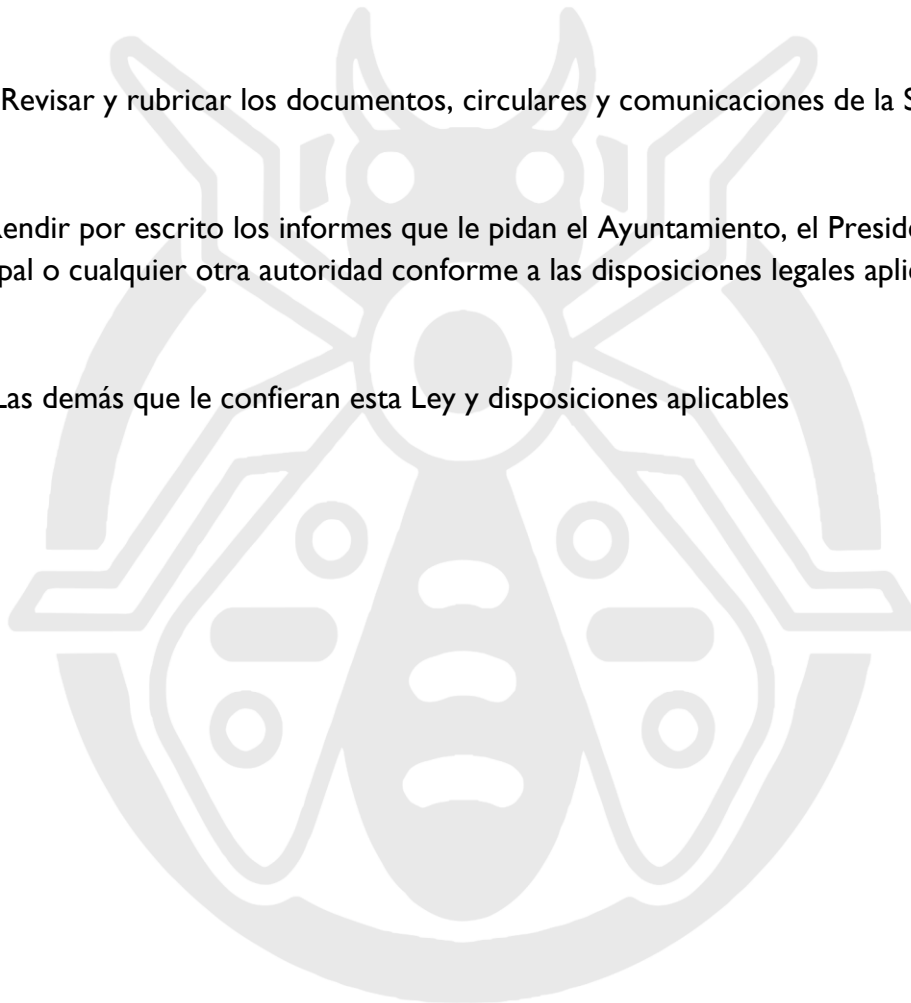 Revisar y rubricar los documentos, circulares y comunicaciones de la S
endir por escrito los informes que le pidan el Ayuntamiento, el Preside
pal o cualquier otra autoridad conforme a las disposiciones legales aplic
Las demás que le confieran esta Ley y disposiciones aplicables